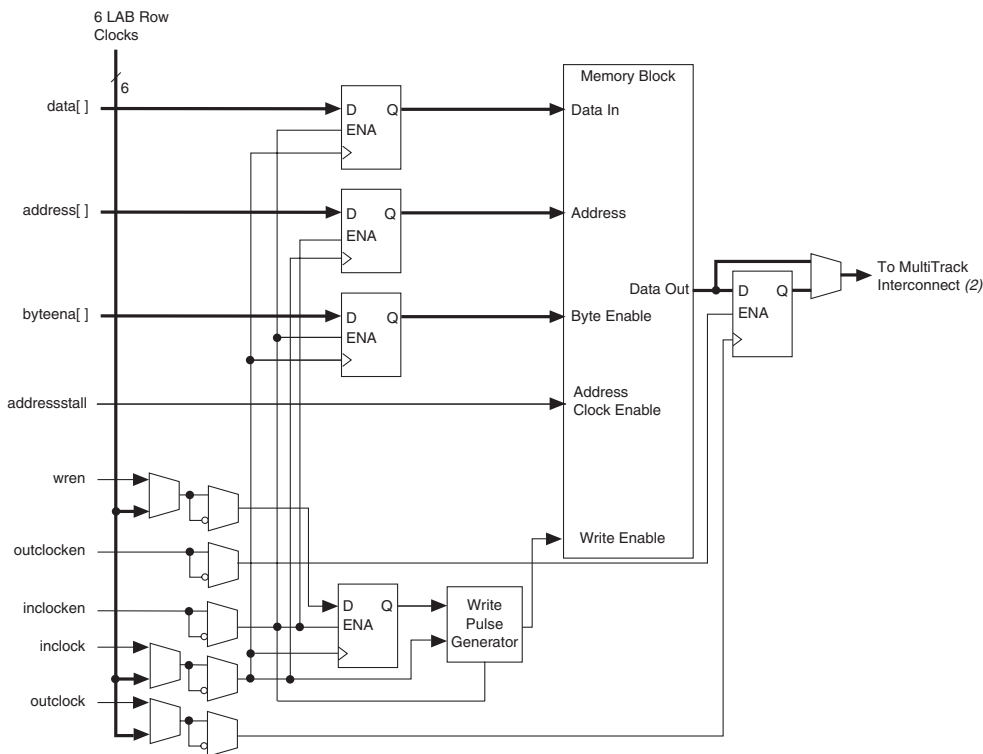 6 LAB Row
Clocks
6
data[ ]
D Q
ENA
Memory Block
Data In
address[ ]
D Q
ENA
Address
Data Out
D Q
ENA
To MultiTrack
Interconnect (2)
byteena[ ]
D Q
ENA
Byte Enable
addressstall
Address
Clock Enable
wren
outclocken
Write Enable
inclocken
D Q
ENA
Write
Pulse
Generator
inclock
outclock